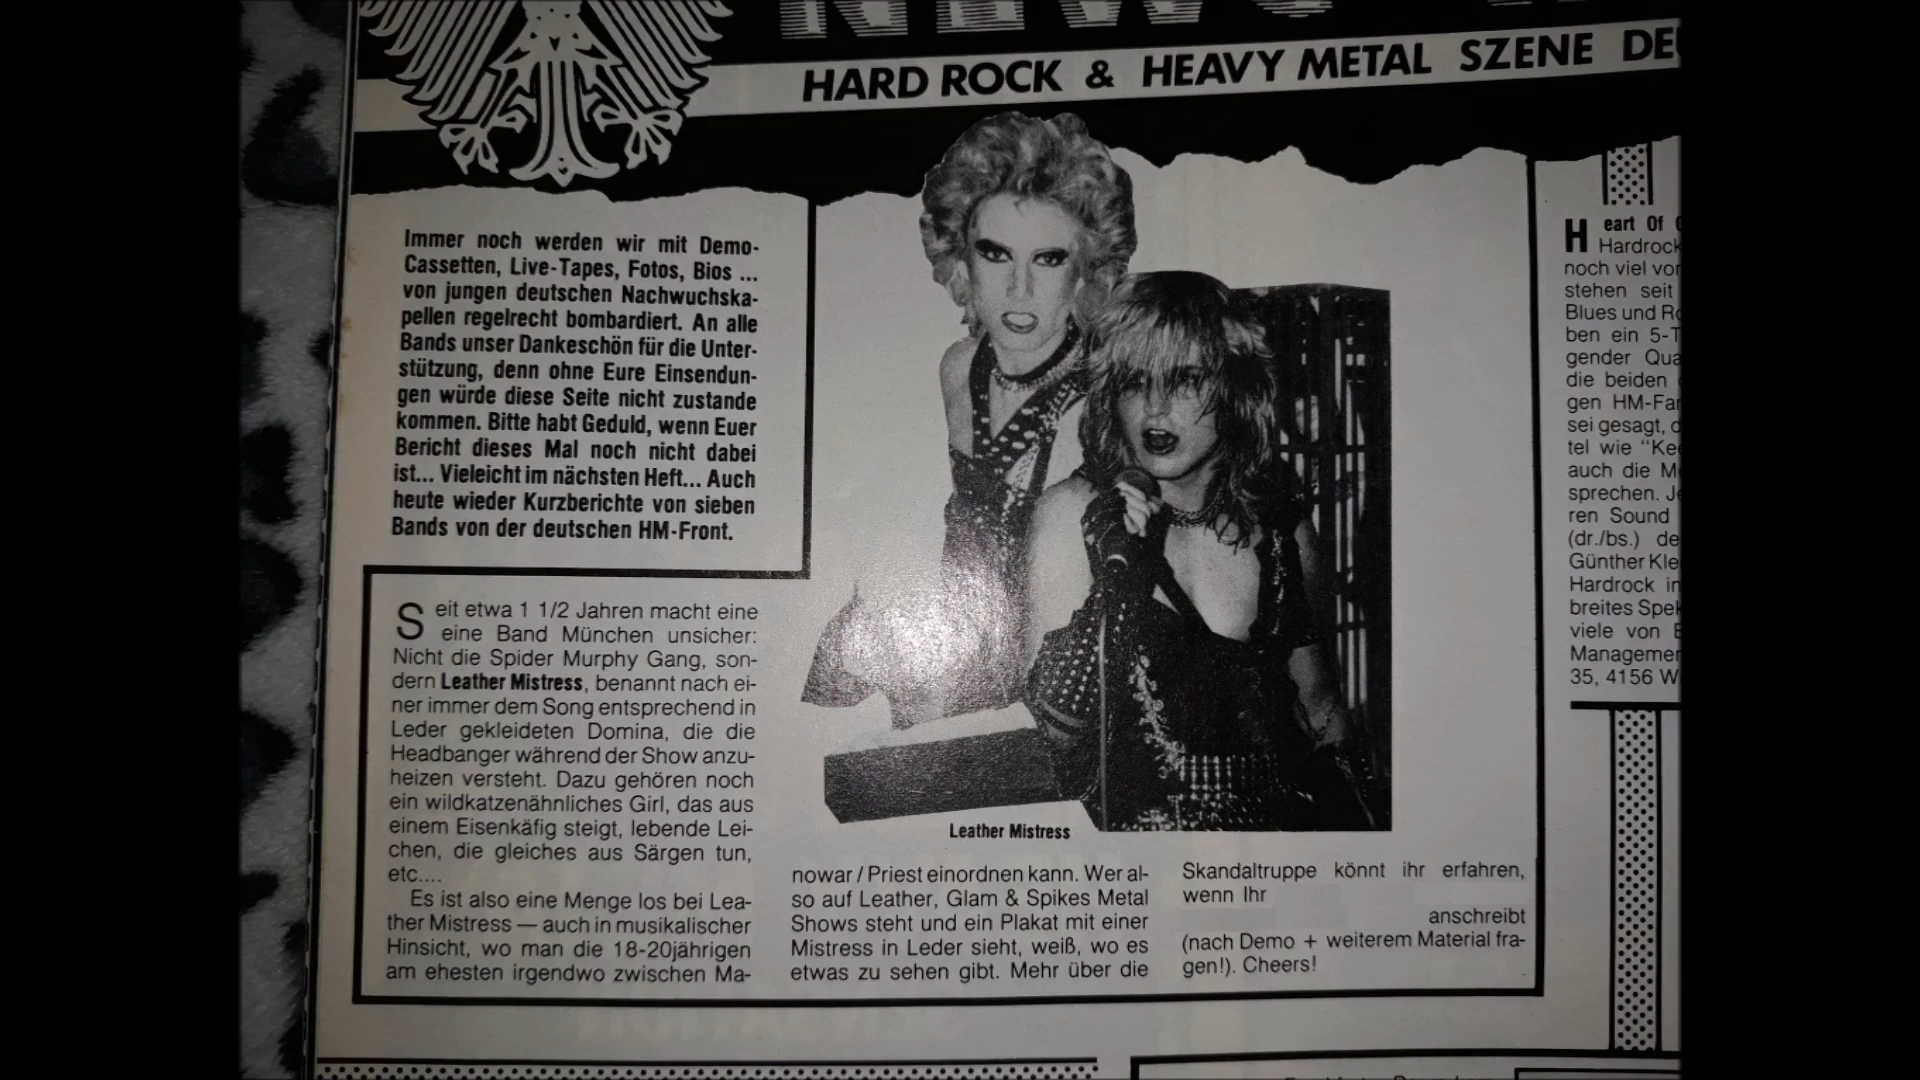 HARD ROCK & HEAVY METAL SZENE
Immer noch werden wir mit Demo-
Cassetten, Live-Tapes, Fotos, Bios ...
von jungen deutschen Nachwuchska-
pellen regelrecht bombardiert. An alle
Bands unser Dankeschön für die Unter-
stützung, denn ohne Eure Einsendun-
gen würde diese Seite nicht zustande
kommen. Bitte habt Geduld, wenn Euer
Bericht dieses Mal noch nicht dabei
ist... Vieleicht im nächsten Heft... Auch
heute wieder Kurzberichte von sieben
Bands von der deutschen HM-Front.
Seit etwa 1 1/2 Jahren macht eine
eine Band München unsicher:
Nicht die Spider Murphy Gang, son-
dern Leather Mistress, benannt nach ei-
ner immer dem Song entsprechend in
Leder gekleideten Domina, die die
Headbanger während der Show anzu-
heizen versteht. Dazu gehören noch
ein wildkatzenähnliches Girl, das aus
einem Eisenkäfig steigt, lebende Lei-
chen, die gleiches aus Särgen tun,
etc....
Es ist also eine Menge los bei Lea-
ther Mistress — auch in musikalischer
Hinsicht, wo man die 18-20jährigen
am ehesten irgendwo zwischen Ma-
Leather Mistress
nowar / Priest einordnen kann. Wer al-
so auf Leather, Glam & Spikes Metal
Shows steht und ein Plakat mit einer
Mistress in Leder sieht, weiß, wo es
etwas zu sehen gibt. Mehr über die
Skandaltruppe könnt ihr erfahren,
wenn Ihr
anschreibt
(nach Demo + weiterem Material fra-
gen!). Cheers!
Heart Of
Hardrock
noch viel
stehen seit
Blues und
ben ein
gender
die beiden
gen
sei gesagt,
tel wie
auch die
sprechen.
ren Sound
(dr./bs.)
Günther
Hardrock
breites
viele von
35, 4156